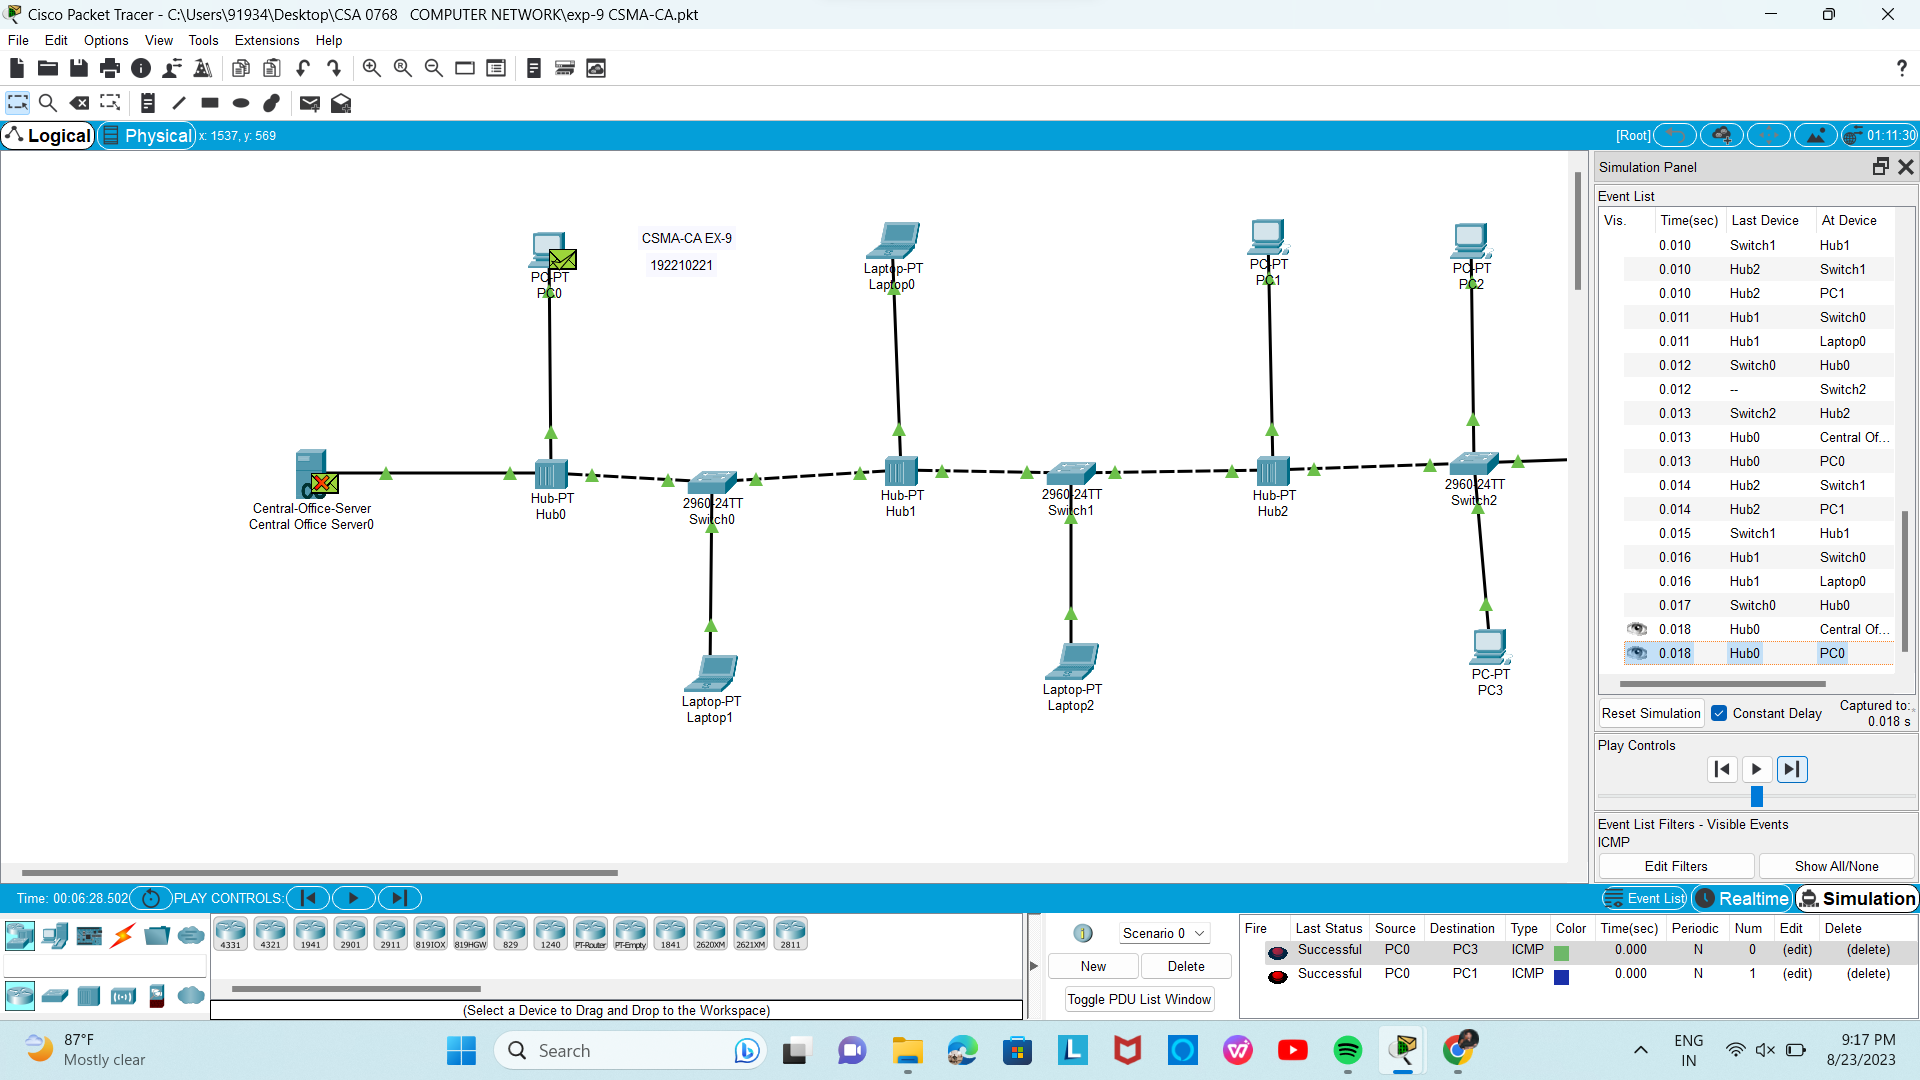 Cisco Packet Tracer - C:\Users\91934\Desktop\CSA 0768   COMPUTER NETWORK\exp-9 CSMA-CA.pkt
File Edit Options View Tools Extensions Help
?
Logical Physical x: 1537, y: 569 [Root] 01:11:30
Simulation Panel
Event List
Vis. Time(sec) Last Device At Device
0.010 Switch1 Hub1
0.010 Hub2 Switch1
0.010 Hub2 PC1
0.011 Hub1 Switch0
0.011 Hub1 Laptop0
0.012 Switch0 Hub0
0.012 -- Switch2
0.013 Switch2 Hub2
0.013 Hub0 Central Of...
0.013 Hub0 PC0
0.014 Hub2 Switch1
0.014 Hub2 PC1
0.015 Switch1 Hub1
0.016 Hub1 Switch0
0.016 Hub1 Laptop0
0.017 Switch0 Hub0
0.018 Hub0 Central Of...
0.018 Hub0 PC0
Reset Simulation Constant Delay Captured to:
0.018 s
Play Controls
Event List Filters - Visible Events
ICMP
Edit Filters Show All/None
CSMA-CA EX-9
192210221
PC-PT
PC0
Laptop-PT
Laptop0
PC-PT
PC1
PC-PT
PC2
Central-Office-Server
Central Office Server0
Hub-PT
Hub0
2960-24TT
Switch0
Hub-PT
Hub1
2960-24TT
Switch1
Hub-PT
Hub2
2960-24TT
Switch2
Laptop-PT
Laptop1
Laptop-PT
Laptop2
PC-PT
PC3
Time: 00:06:28.502 PLAY CONTROLS: Event List Realtime Simulation
4331 4321 1941 2901 2911 819IOX 819HGW 829 1240 PT-Router PT-Empty 1841 2620XM 2621XM 2811
(Select a Device to Drag and Drop to the Workspace)
1 Scenario 0
New Delete
Toggle PDU List Window
Fire Last Status Source Destination Type Color Time(sec) Periodic Num Edit Delete
Successful PC0 PC3 ICMP 0.000 N 0 (edit) (delete)
Successful PC0 PC1 ICMP 0.000 N 1 (edit) (delete)
87°F
Mostly clear
Search
ENG
IN
9:17 PM
8/23/2023